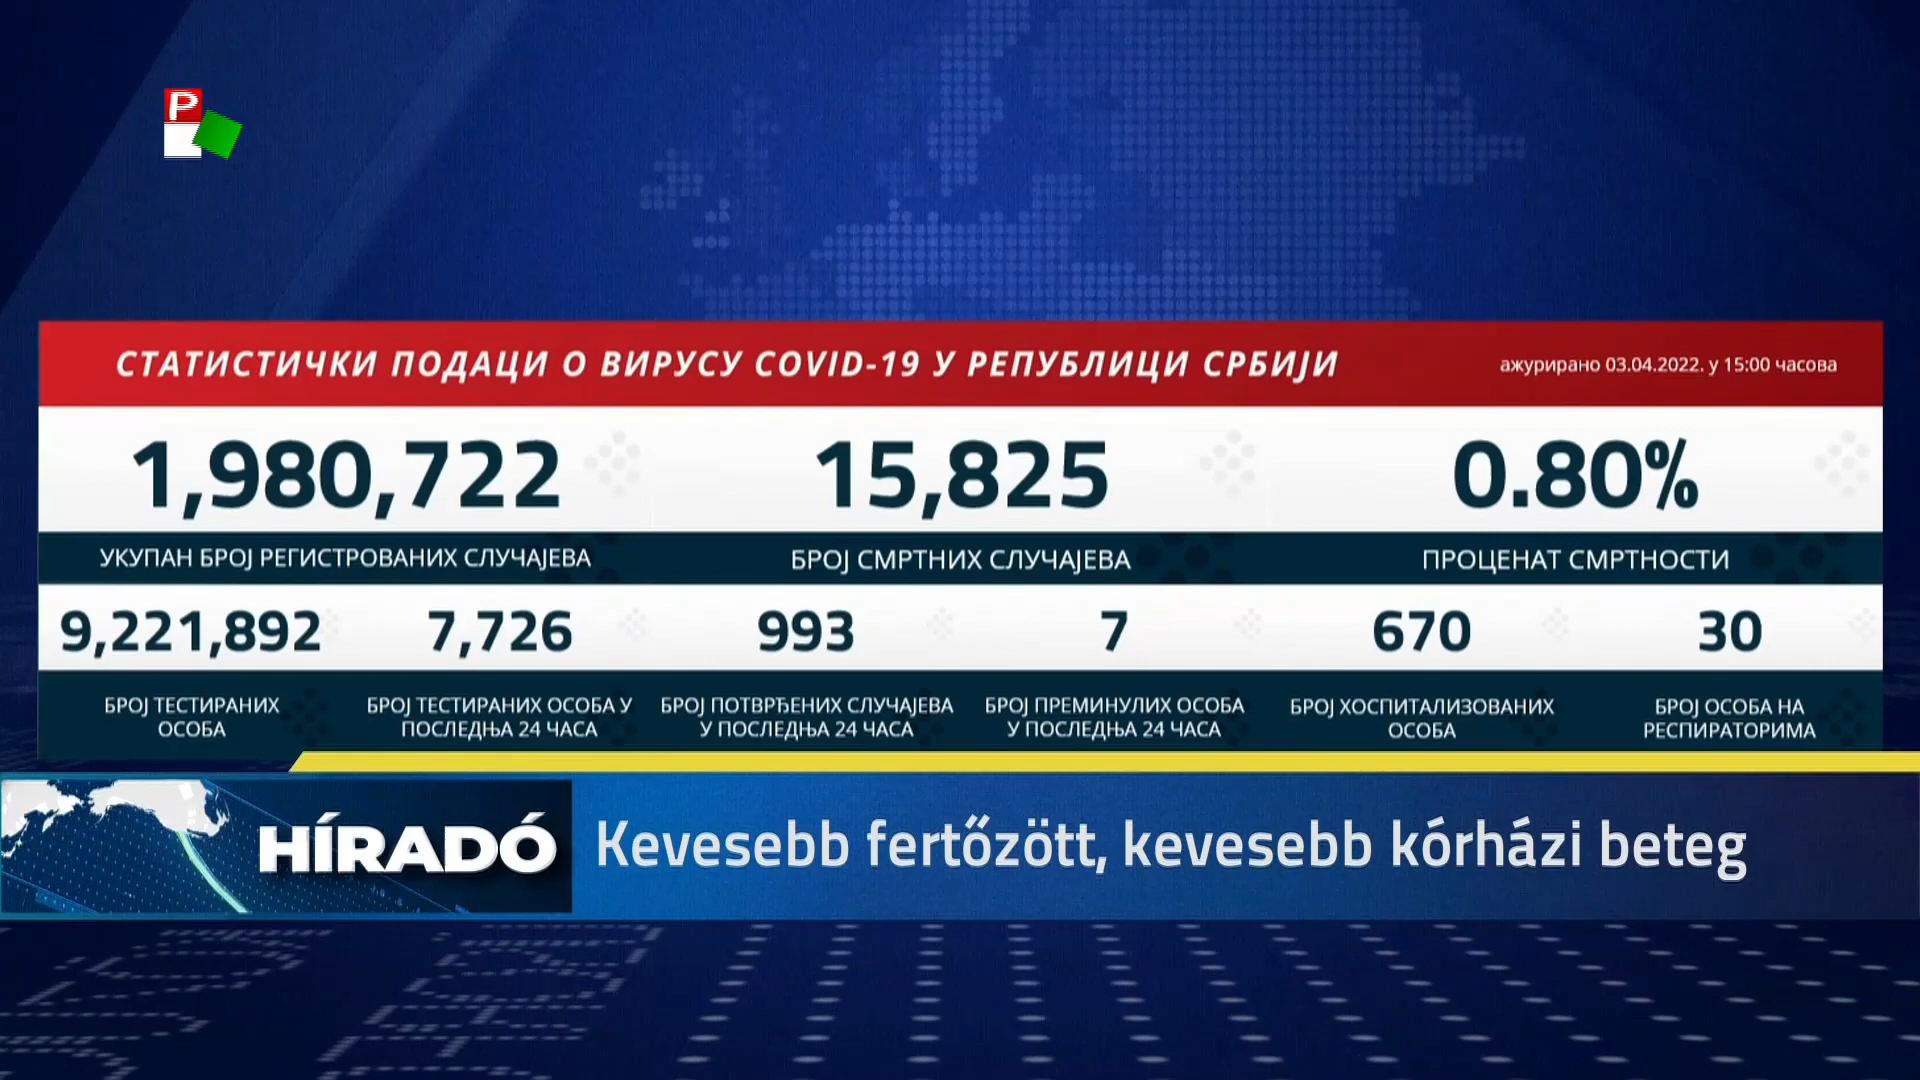 P
СТАТИСТИЧКИ ПОДАЦИ О ВИРУСУ COVID-19 У РЕПУБЛИЦИ СРБИЈИ
ажурирано 03.04.2022. у 15:00 часова
1,980,722 15,825 0.80%
УКУПАН БРОЈ РЕГИСТРОВАНИХ СЛУЧАЈЕВА БРОЈ СМРТНИХ СЛУЧАЈЕВА ПРОЦЕНАТ СМРТНОСТИ
9,221,892 7,726 993 7 670 30
БРОЈ ТЕСТИРАНИХ
ОСОБА
БРОЈ ТЕСТИРАНИХ ОСОБА У
ПОСЛЕДЊА 24 ЧАСА
БРОЈ ПОТВРЂЕНИХ СЛУЧАЈЕВА
У ПОСЛЕДЊА 24 ЧАСА
БРОЈ ПРЕМИНУЛИХ ОСОБА
У ПОСЛЕДЊА 24 ЧАСА
БРОЈ ХОСПИТАЛИЗОВАНИХ
ОСОБА
БРОЈ ОСОБА НА
РЕСПИРАТОРИМА
HÍRADÓ
Kevesebb fertőzött, kevesebb kórházi beteg